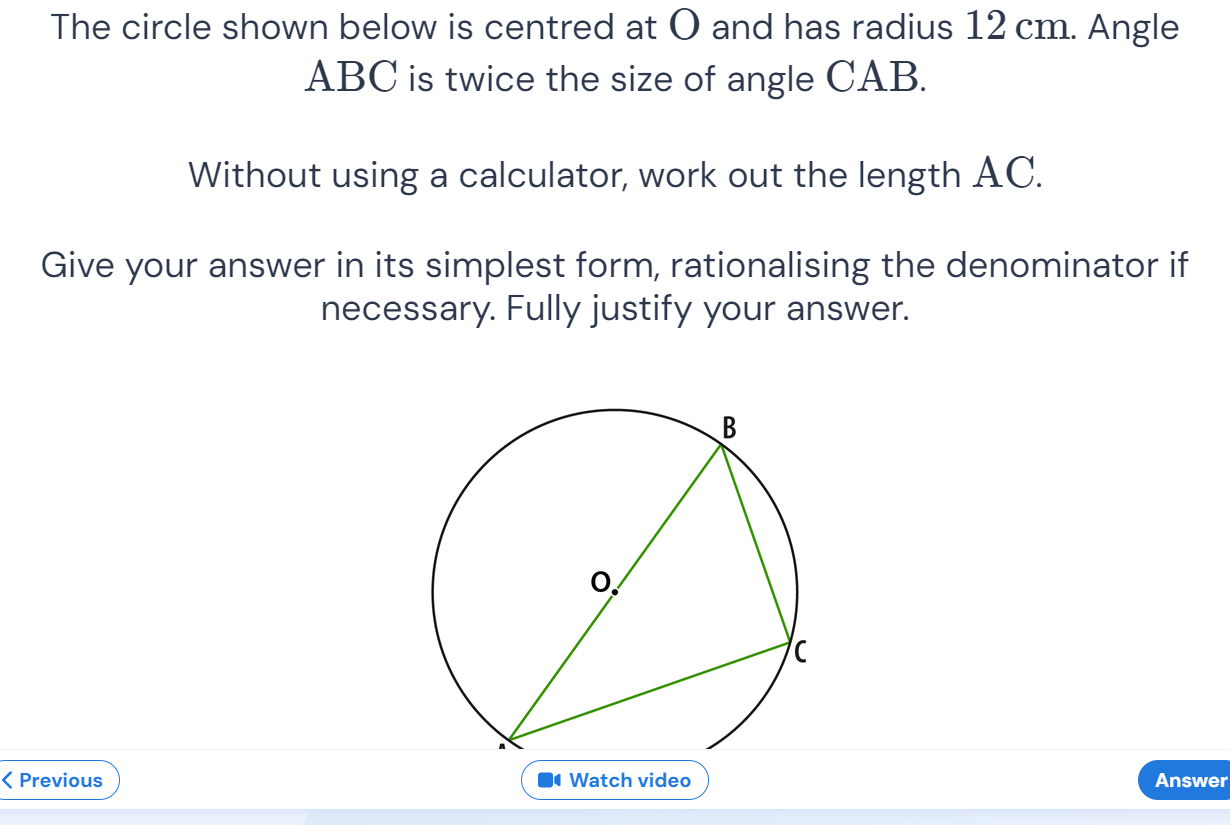 The circle shown below is centred at O and has radius 12 cm. Angle
ABC is twice the size of angle CAB.
Without using a calculator, work out the length AC.
Give your answer in its simplest form, rationalising the denominator if
necessary. Fully justify your answer.
B
O
C
Previous
Watch video
Answer